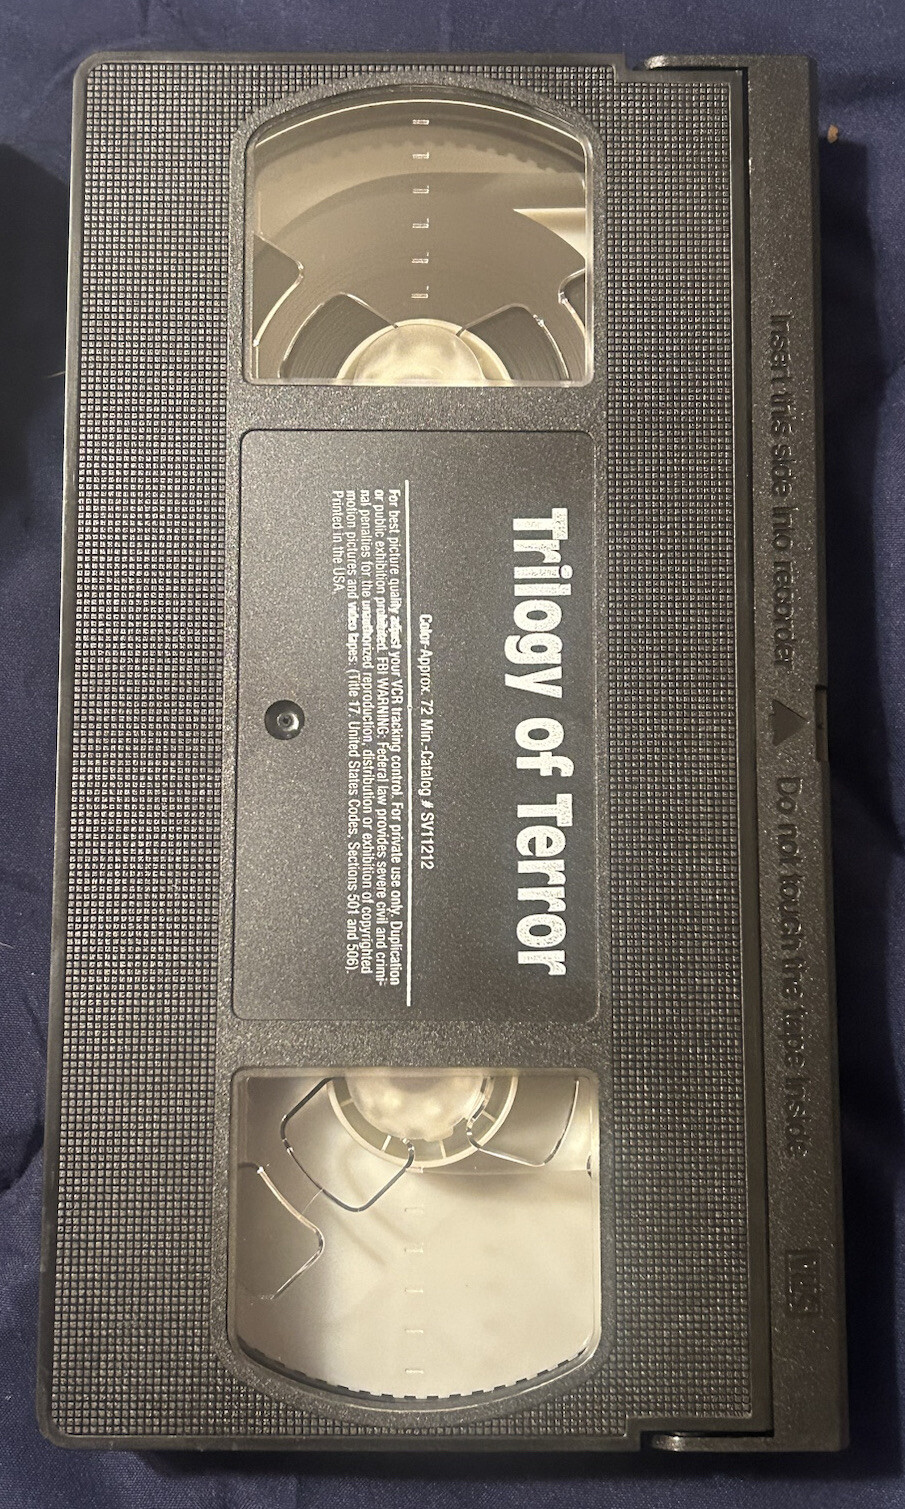 Insert this side into recorder ▲ Do not touch the tape inside
VHS
Trilogy of Terror
Color-Approx. 72 Min.-Catalog # SV11212
For best picture quality adjust your VCR tracking control. For private use only. Duplication
or public exhibition prohibited. FBI WARNING: Federal law provides severe civil and crimi-
nal penalties for the unauthorized reproduction, distribution or exhibition of copyrighted
motion pictures and video tapes. (Title 17, United States Codes, Sections 501 and 506).
Printed in the USA.